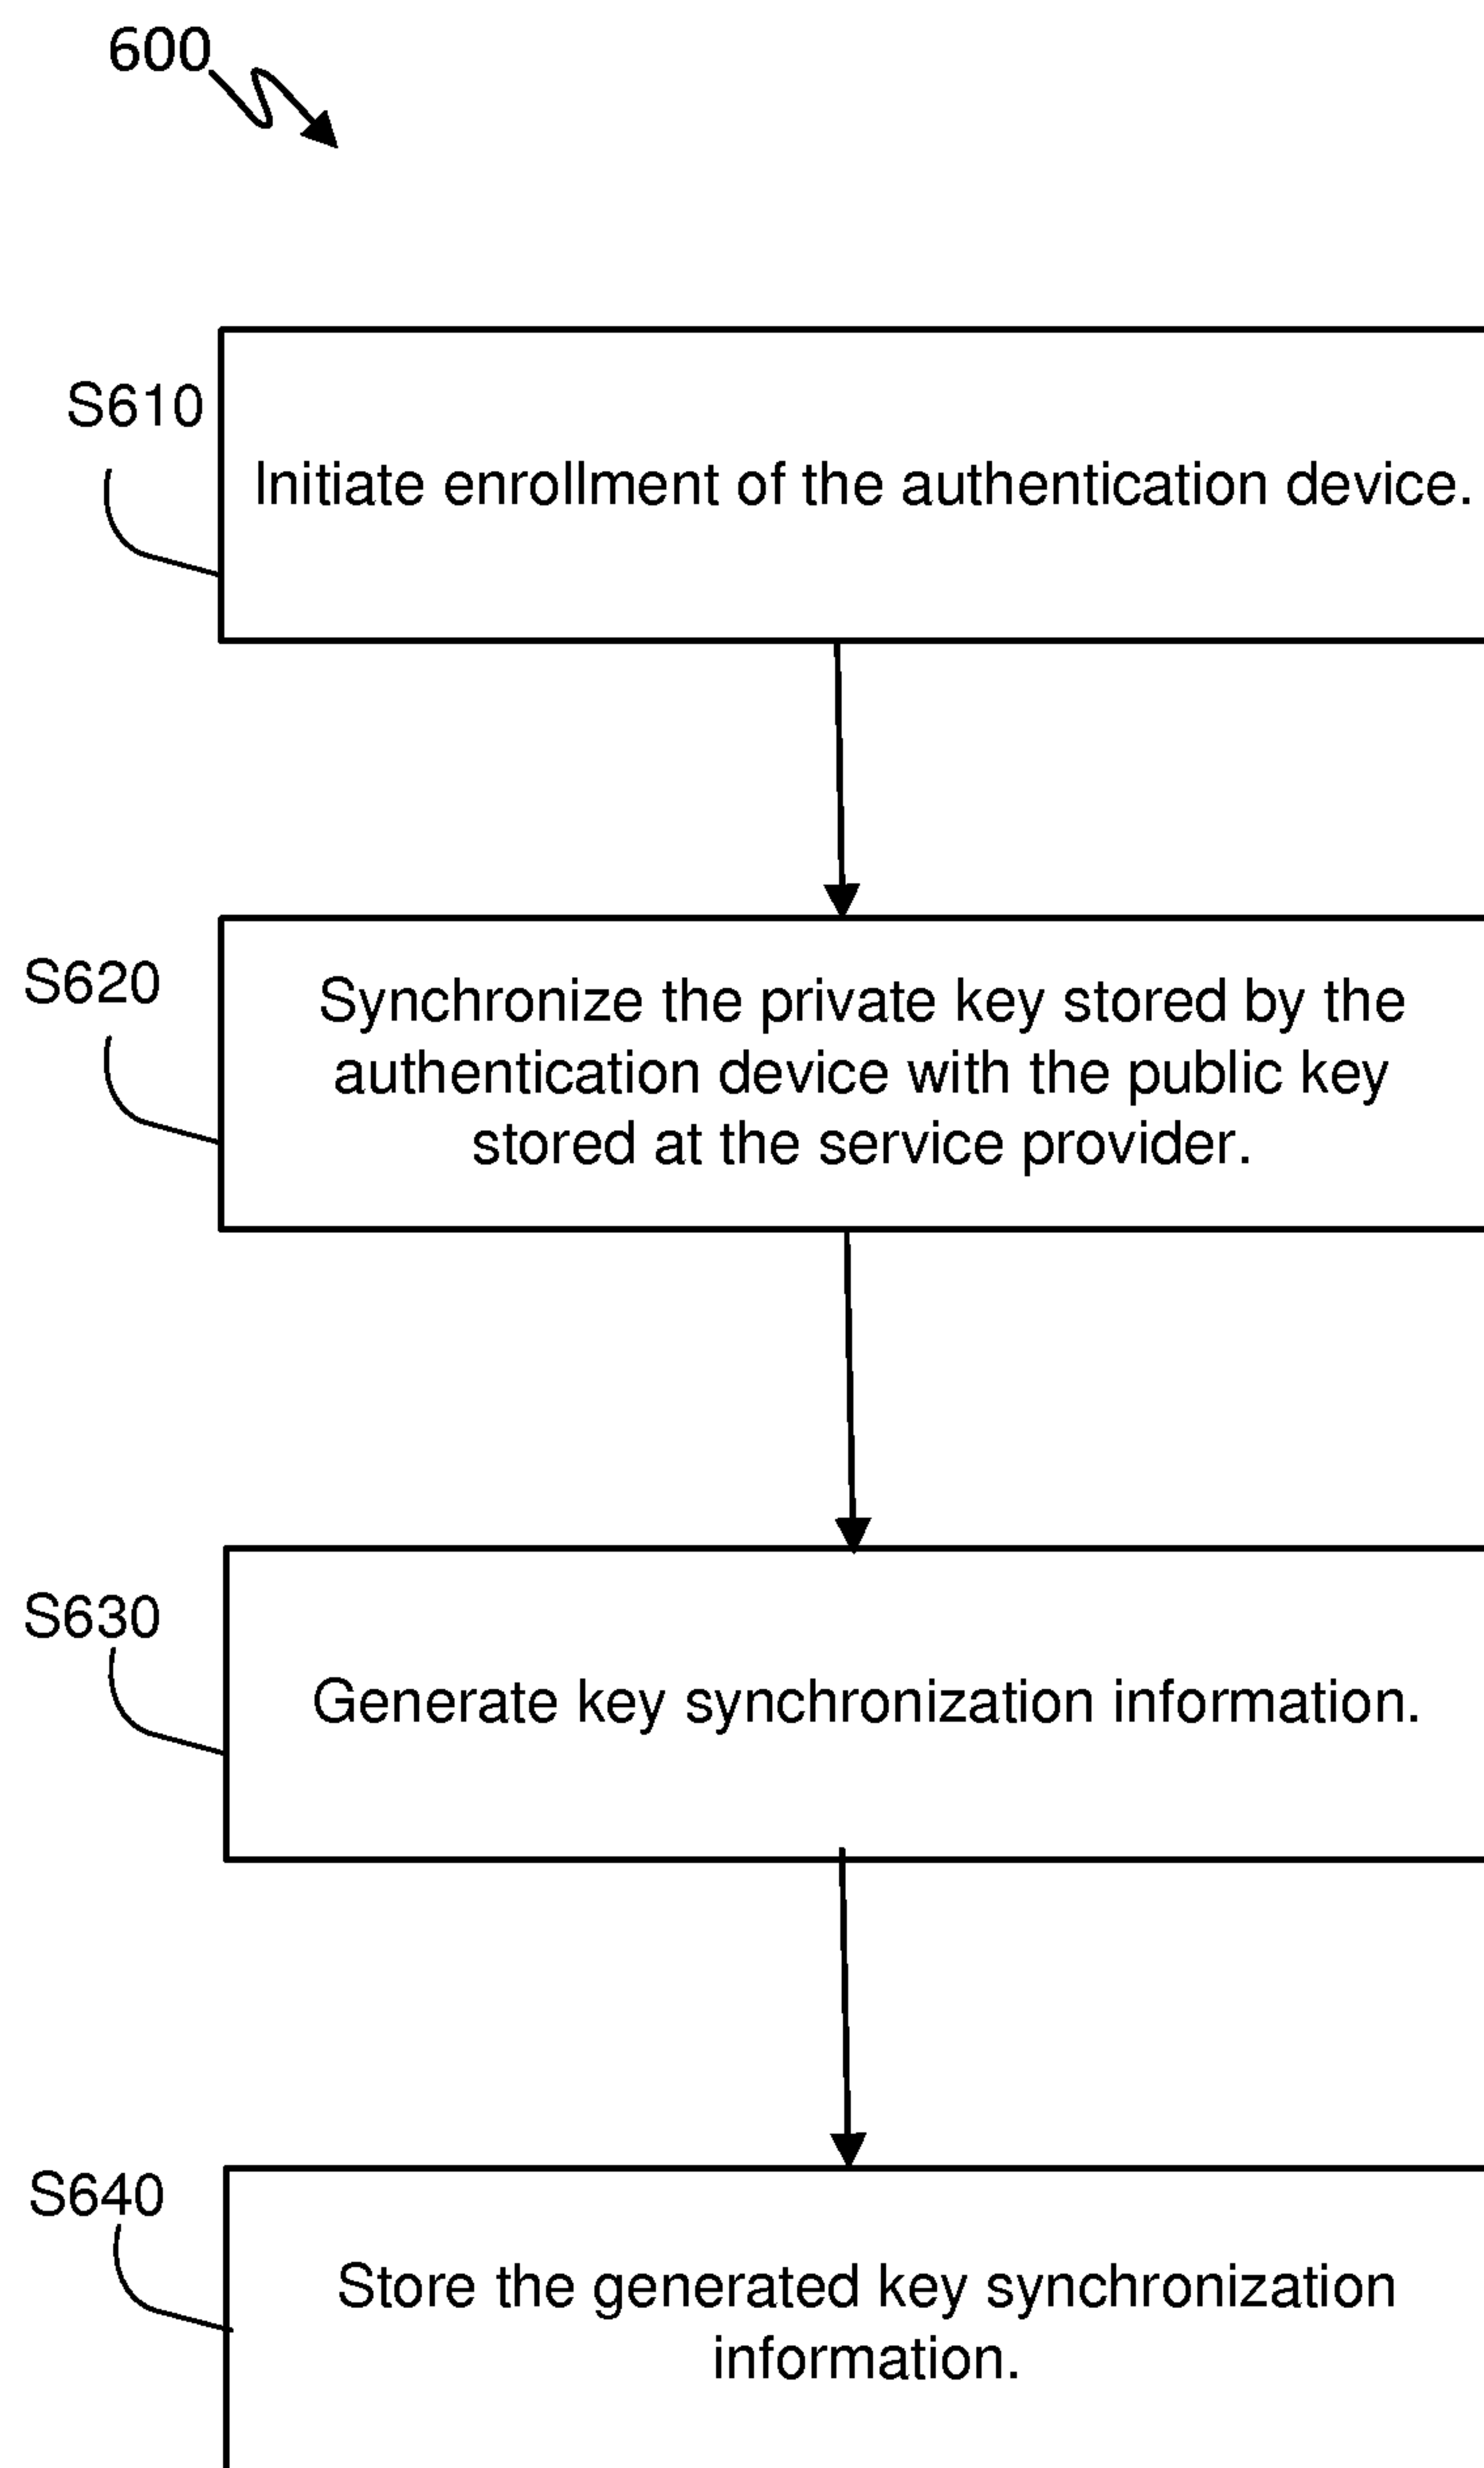 600
S610
Initiate enrollment of the authentication device.
S620
Synchronize the private key stored by the
authentication device with the public key
stored at the service provider.
S630
Generate key synchronization information.
S640
Store the generated key synchronization
information.